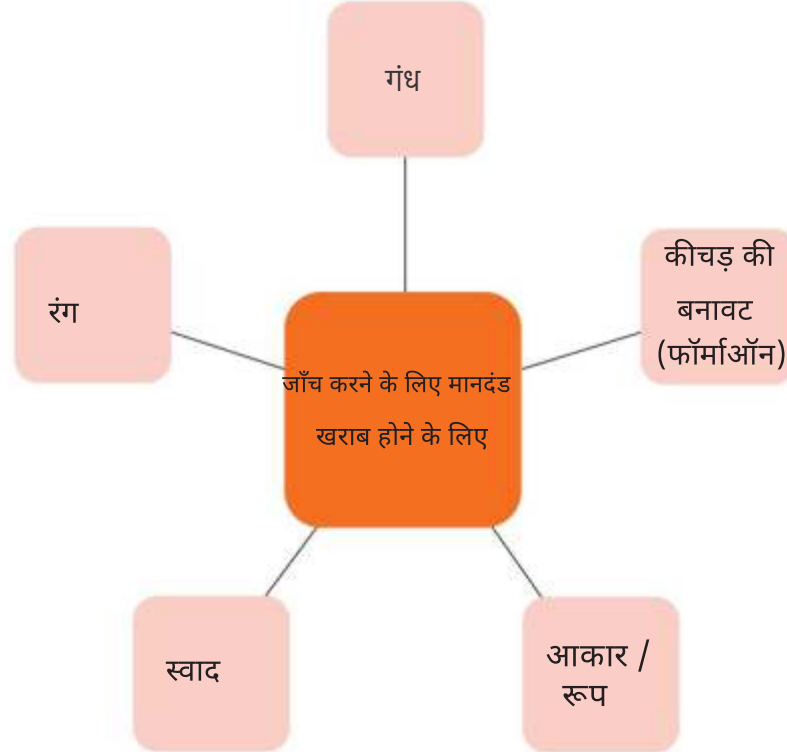 गंध
कीचड़ की
बनावट
(फॉर्माऑन)
रंग
जाँच करने के लिए मानदंड
खराब होने के लिए
स्वाद
आकार /
रूप